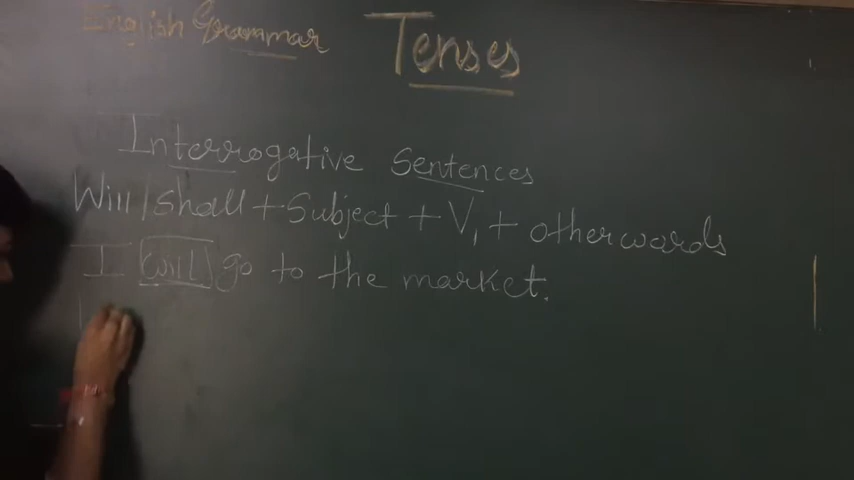 English Grammar Tenses
Interrogative Sentences
Will/shall + Subject + V1 + other words
I will go to the market.